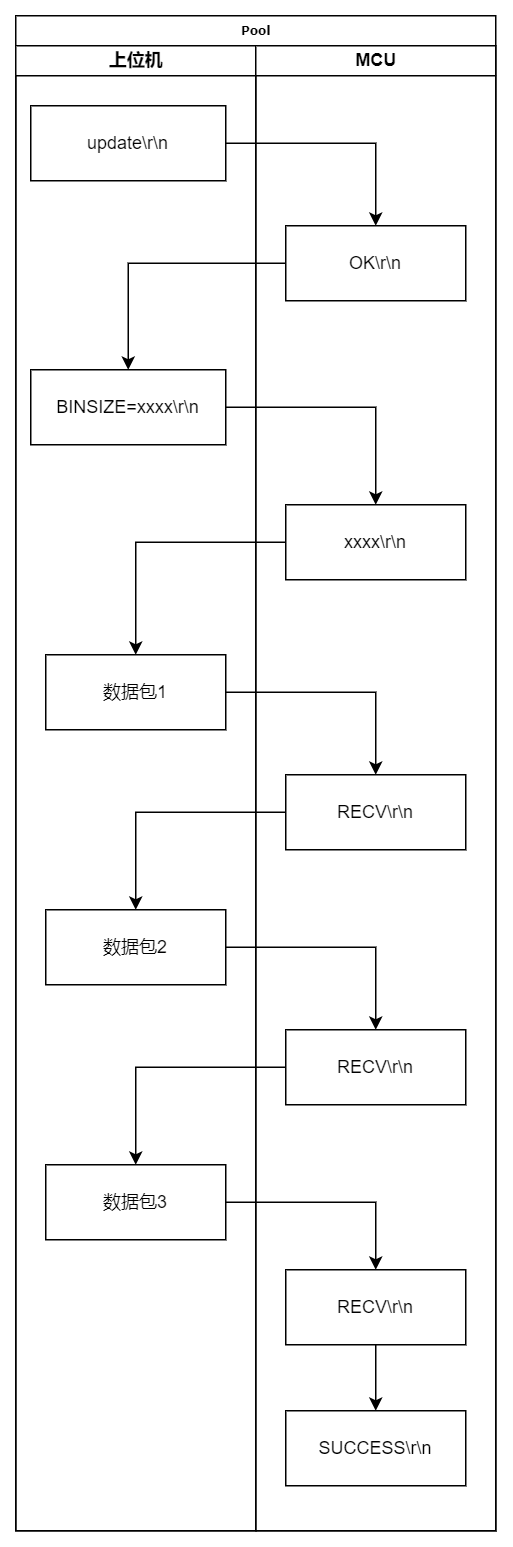 Pool
上位机
MCU
update\r\n
OK\r\n
BINSIZE=xxxx\r\n
xxxx\r\n
数据包1
RECV\r\n
数据包2
RECV\r\n
数据包3
RECV\r\n
SUCCESS\r\n